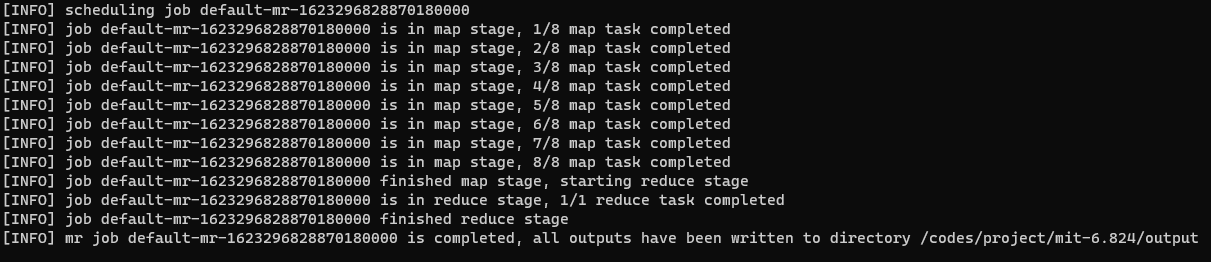 [INFO] scheduling job default-mr-1623296828870180000
[INFO] job default-mr-1623296828870180000 is in map stage, 1/8 map task completed
[INFO] job default-mr-1623296828870180000 is in map stage, 2/8 map task completed
[INFO] job default-mr-1623296828870180000 is in map stage, 3/8 map task completed
[INFO] job default-mr-1623296828870180000 is in map stage, 4/8 map task completed
[INFO] job default-mr-1623296828870180000 is in map stage, 5/8 map task completed
[INFO] job default-mr-1623296828870180000 is in map stage, 6/8 map task completed
[INFO] job default-mr-1623296828870180000 is in map stage, 7/8 map task completed
[INFO] job default-mr-1623296828870180000 is in map stage, 8/8 map task completed
[INFO] job default-mr-1623296828870180000 finished map stage, starting reduce stage
[INFO] job default-mr-1623296828870180000 is in reduce stage, 1/1 reduce task completed
[INFO] job default-mr-1623296828870180000 finished reduce stage
[INFO] mr job default-mr-1623296828870180000 is completed, all outputs have been written to directory /codes/project/mit-6.824/output